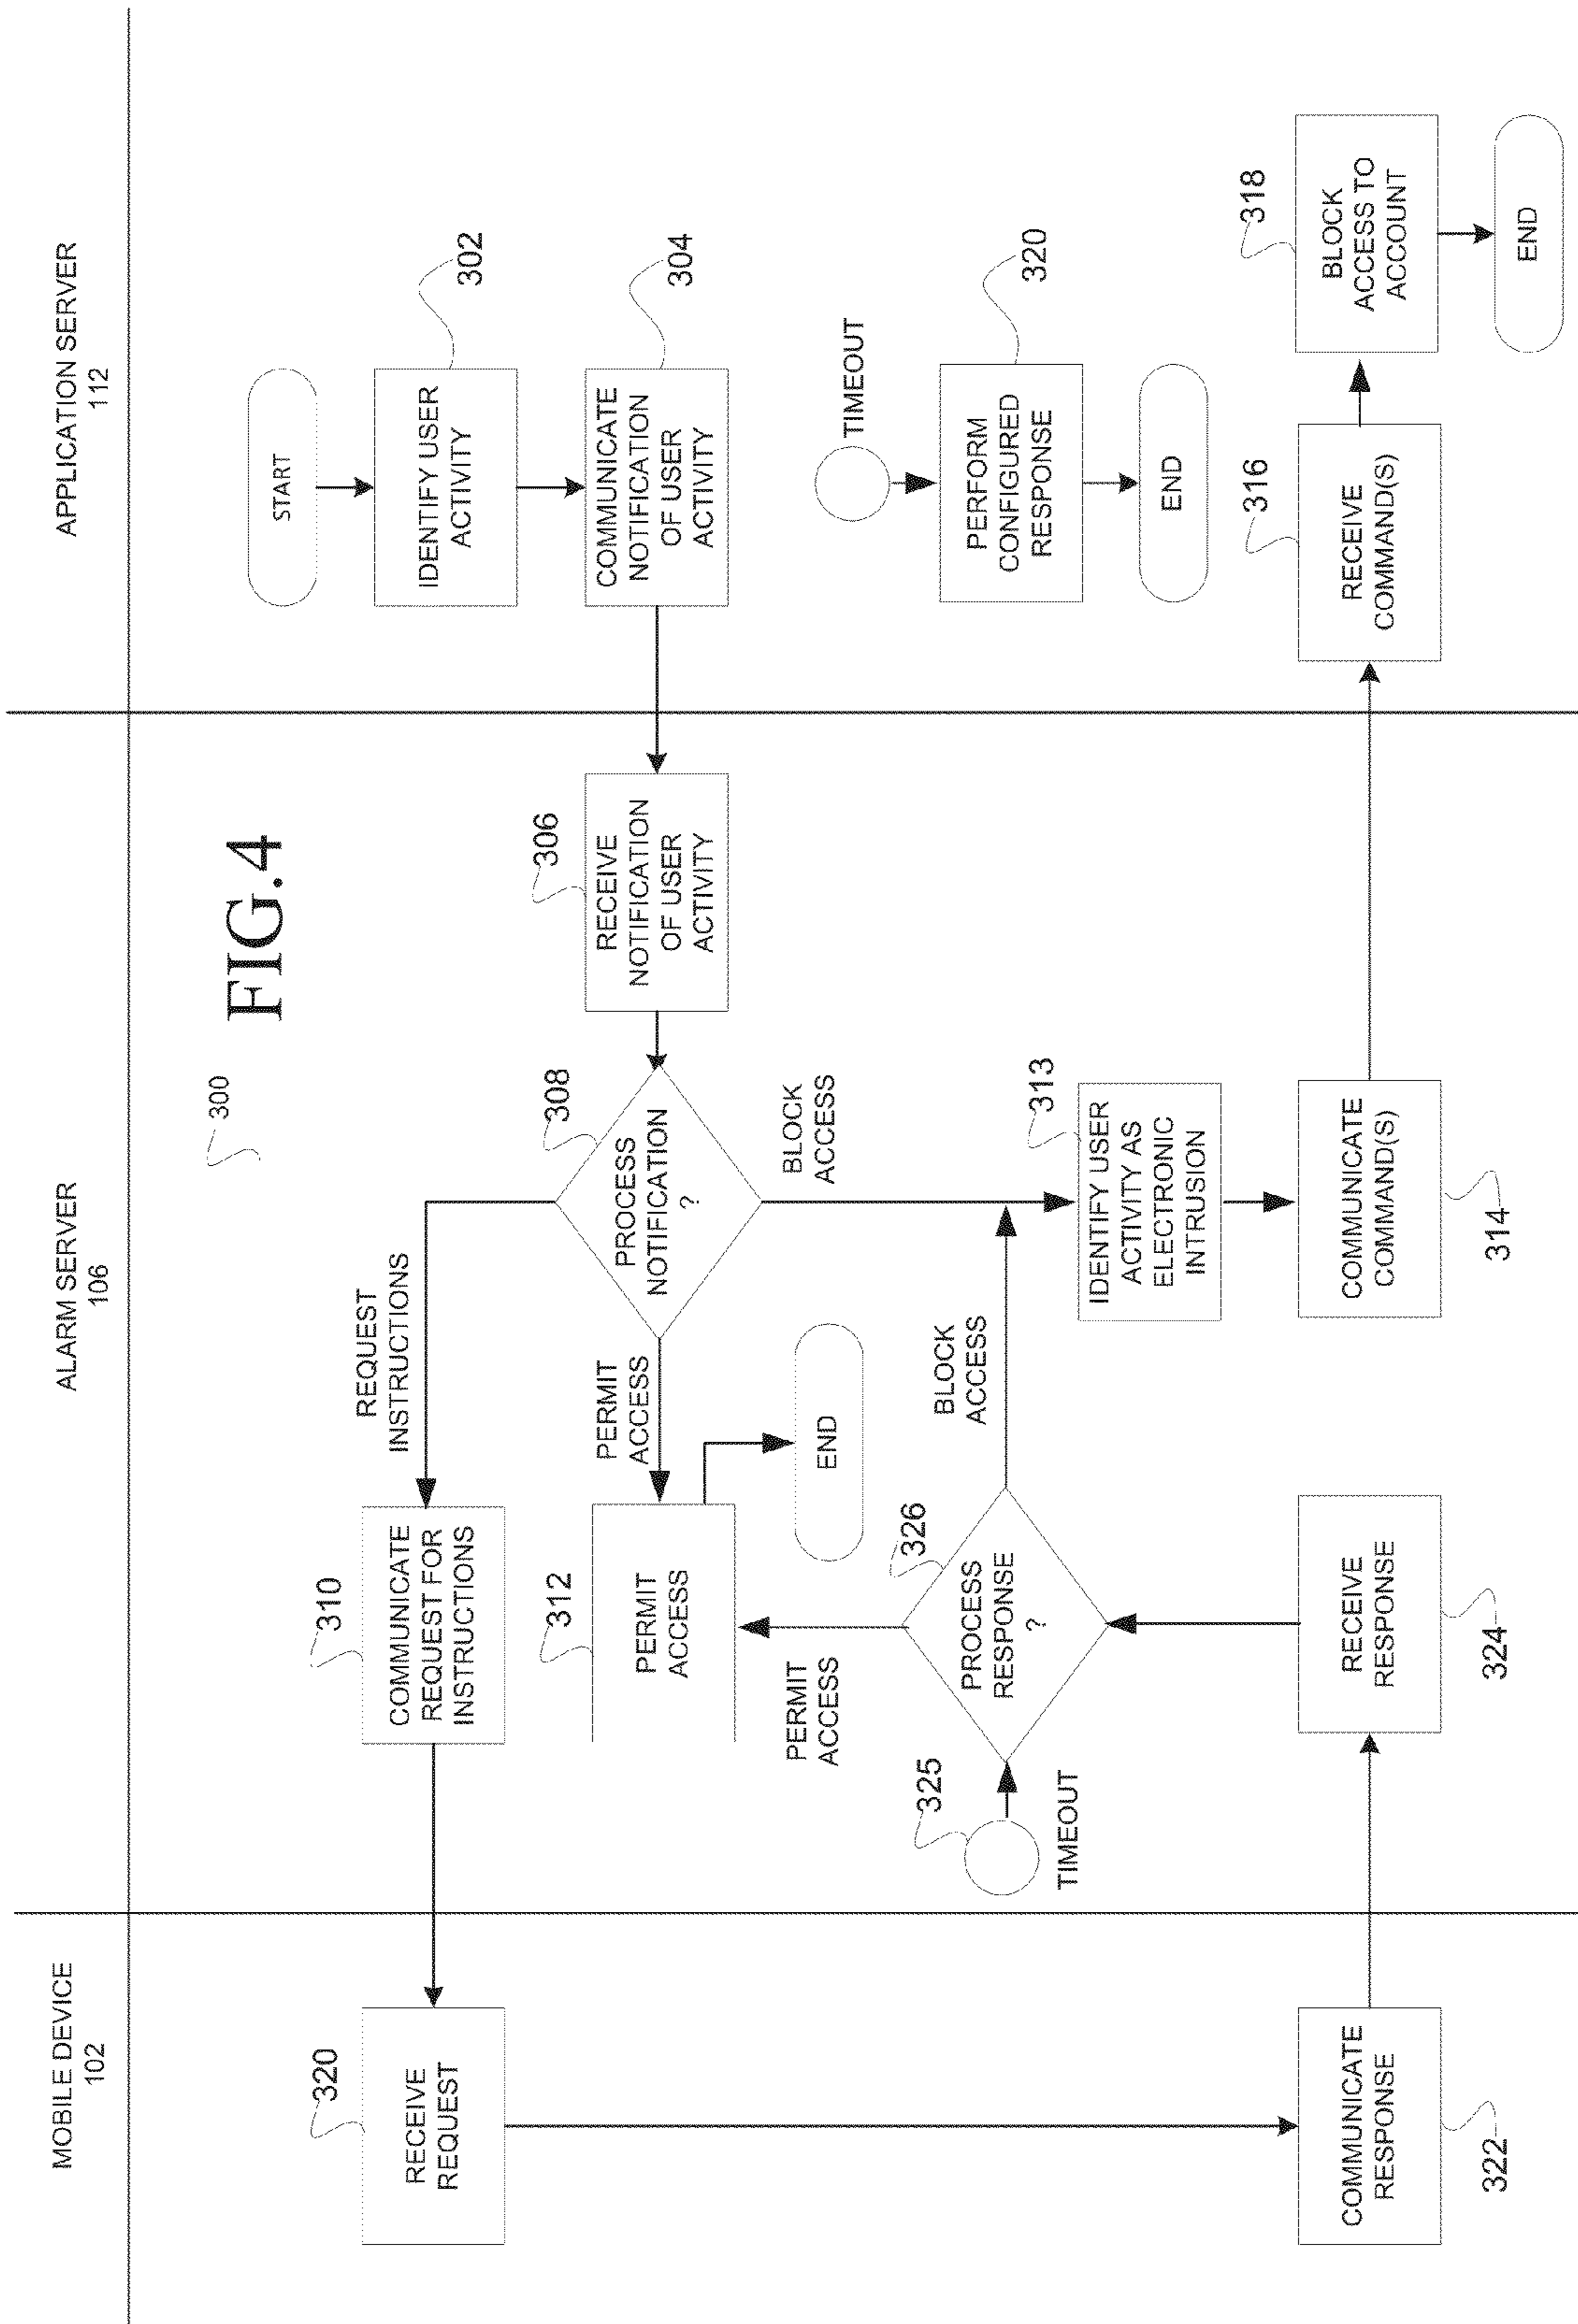 MOBILE DEVICE
102
ALARM SERVER
106
APPLICATION SERVER
112
300
FIG.4
START
302
IDENTIFY USER
ACTIVITY
304
COMMUNICATE
NOTIFICATION
OF USER
ACTIVITY
306
RECEIVE
NOTIFICATION
OF USER
ACTIVITY
308
PROCESS
NOTIFICATION
?
REQUEST
INSTRUCTIONS
PERMIT
ACCESS
BLOCK
ACCESS
310
COMMUNICATE
REQUEST FOR
INSTRUCTIONS
320
RECEIVE
REQUEST
312
PERMIT
ACCESS
END
TIMEOUT
320
PERFORM
CONFIGURED
RESPONSE
END
325
TIMEOUT
326
PROCESS
RESPONSE
?
PERMIT
ACCESS
BLOCK
ACCESS
313
IDENTIFY USER
ACTIVITY AS
ELECTRONIC
INTRUSION
COMMUNICATE
RESPONSE
322
RECEIVE
RESPONSE
324
COMMUNICATE
COMMAND(S)
314
316
RECEIVE
COMMAND(S)
318
BLOCK
ACCESS TO
ACCOUNT
END